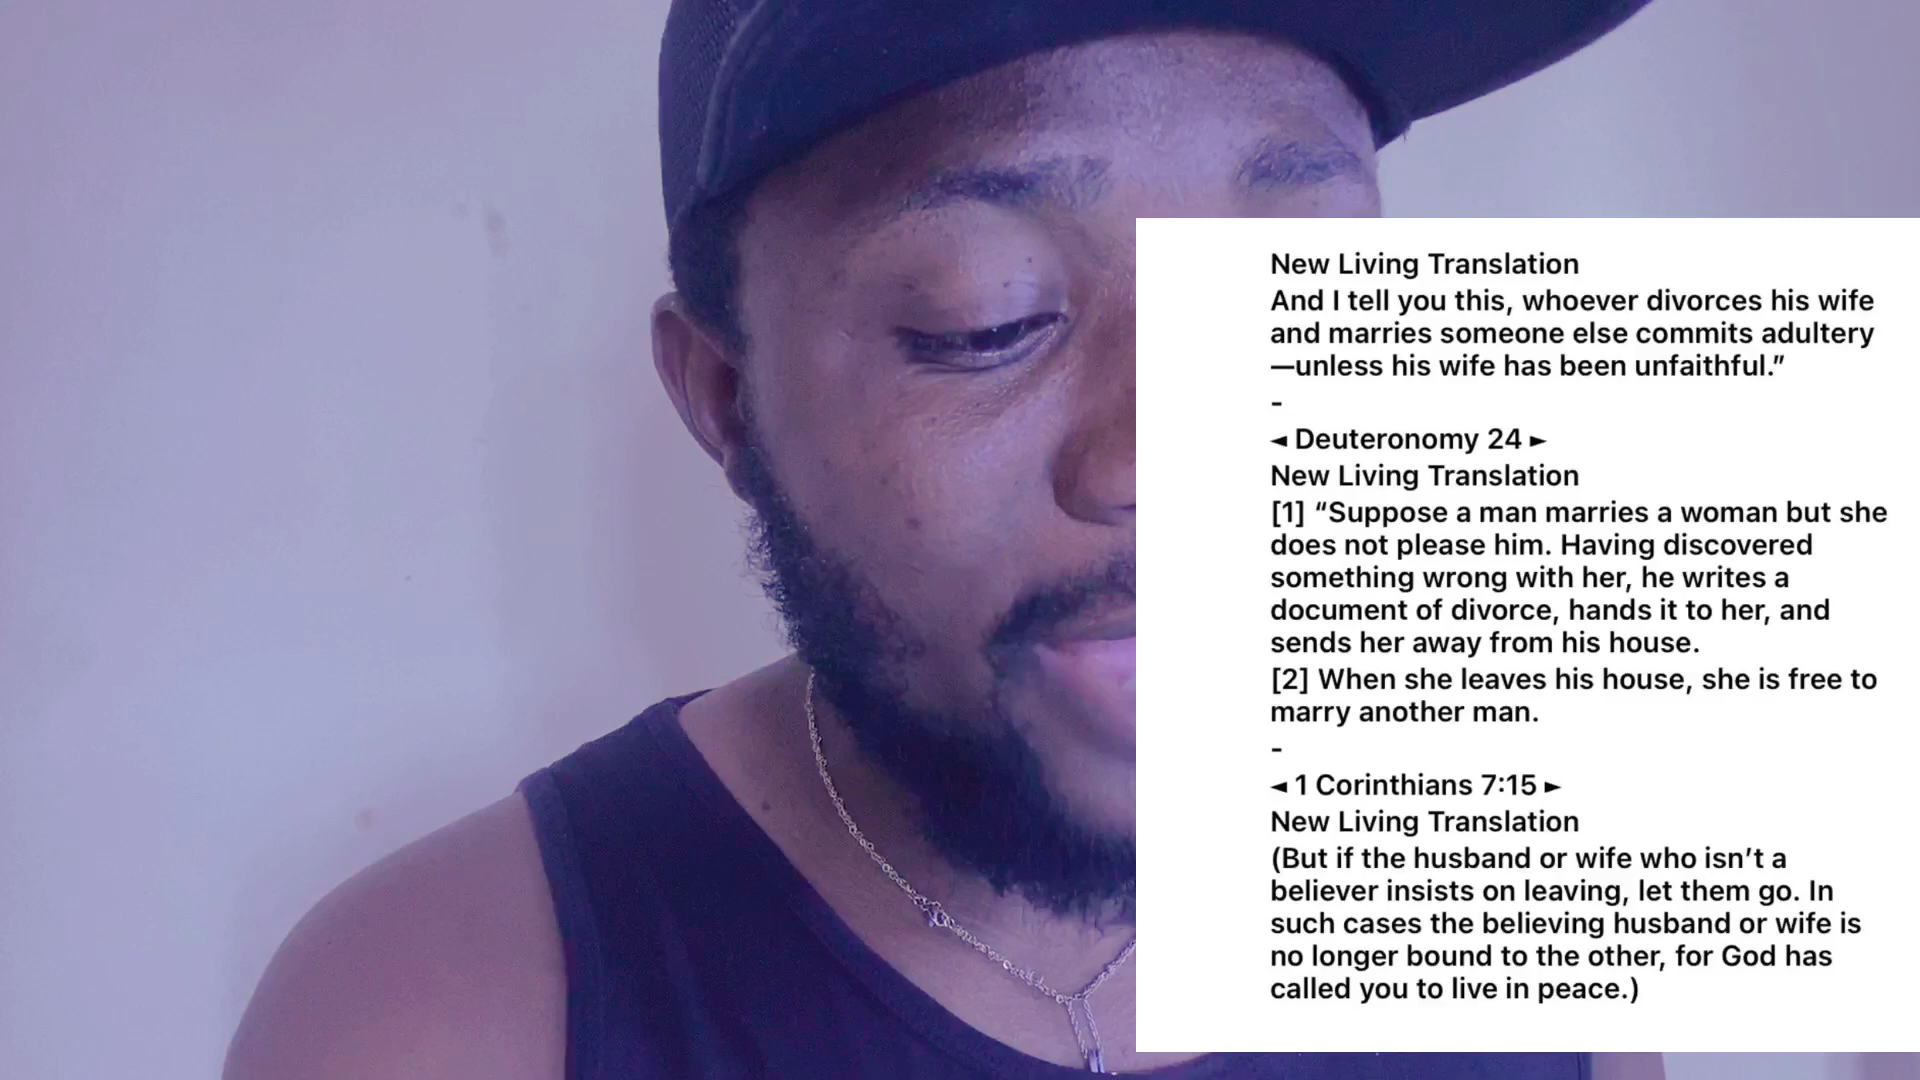 New Living Translation
And I tell you this, whoever divorces his wife
and marries someone else commits adultery
—unless his wife has been unfaithful.”
-
◄ Deuteronomy 24 ►
New Living Translation
[1] “Suppose a man marries a woman but she
does not please him. Having discovered
something wrong with her, he writes a
document of divorce, hands it to her, and
sends her away from his house.
[2] When she leaves his house, she is free to
marry another man.
-
◄ 1 Corinthians 7:15 ►
New Living Translation
(But if the husband or wife who isn’t a
believer insists on leaving, let them go. In
such cases the believing husband or wife is
no longer bound to the other, for God has
called you to live in peace.)